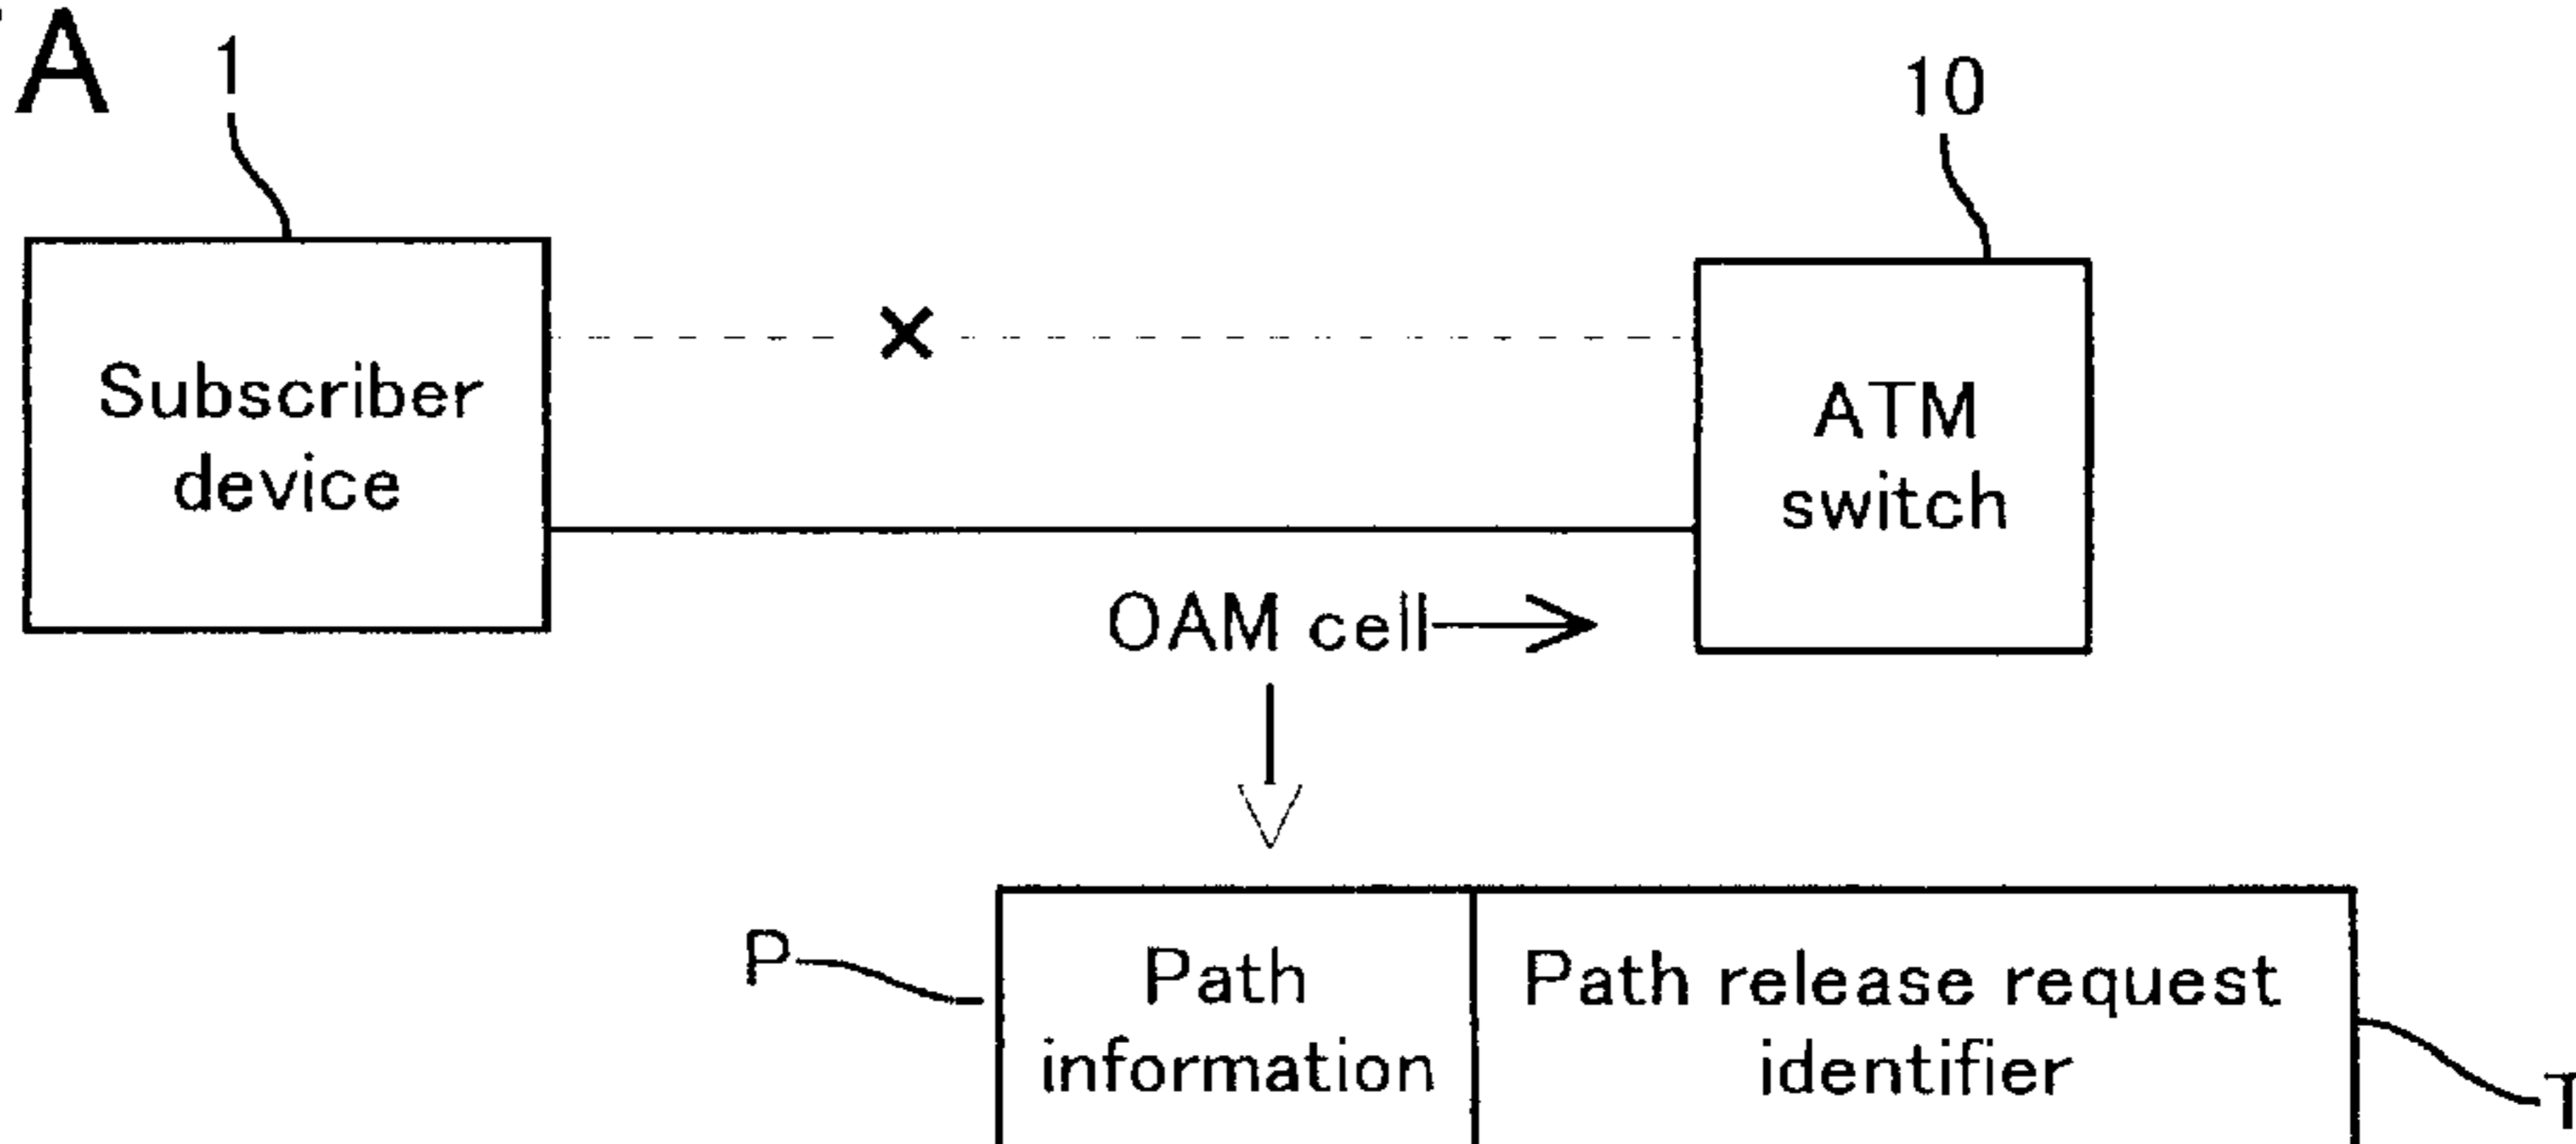 A
1
10
Subscriber
device
ATM
switch
OAM cell
P
Path
information
Path release request
identifier
T